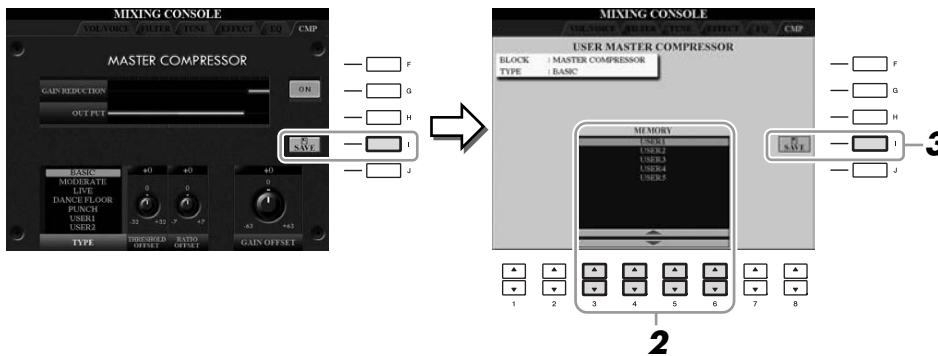 MIXING CONSOLE
VOL/VOICE FILTER TUNE EFFECT EQ CMP
MASTER COMPRESSOR
GAIN REDUCTION
ON
OUT PUT
SAVE
BASIC
MODERATE
LIVE
DANCE FLOOR
PUNCH
USER1
USER2
TYPE
+0
0
-32 +32
THRESHOLD OFFSET
+0
0
-7 +7
RATIO OFFSET
+0
0
-63 +63
GAIN OFFSET
F
G
H
I
J
MIXING CONSOLE
VOL/VOICE FILTER TUNE EFFECT EQ CMP
USER MASTER COMPRESSOR
BLOCK : MASTER COMPRESSOR
TYPE : BASIC
MEMORY
USER1
USER2
USER3
USER4
USER5
SAVE
F
G
H
I
J
3
1 2 3 4 5 6 7 8
2